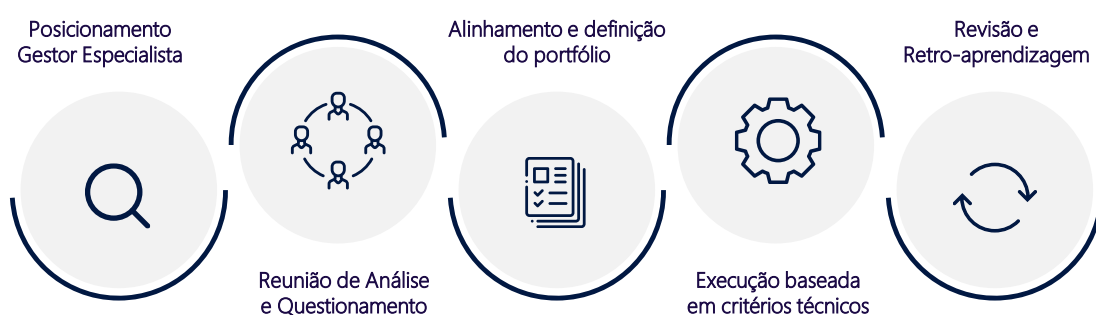 Posicionamento
Gestor Especialista
Reunião de Análise
e Questionamento
Alinhamento e definição
do portfólio
Execução baseada
em critérios técnicos
Revisão e
Retro-aprendizagem